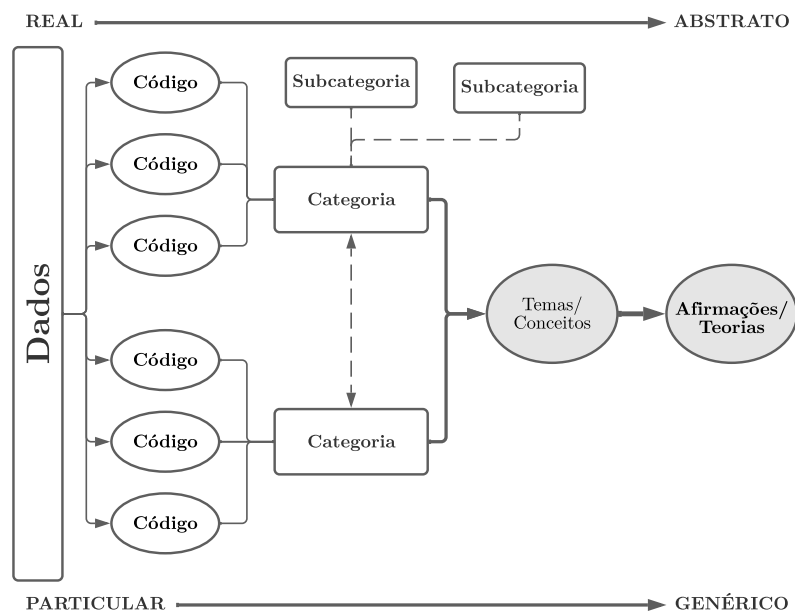 REAL
ABSTRATO
Código
Subcategoria
Subcategoria
Código
Categoria
Código
Dados
Temas/
Conceitos
Afirmações/
Teorias
Código
Código
Categoria
Código
PARTICULAR
GENÉRICO